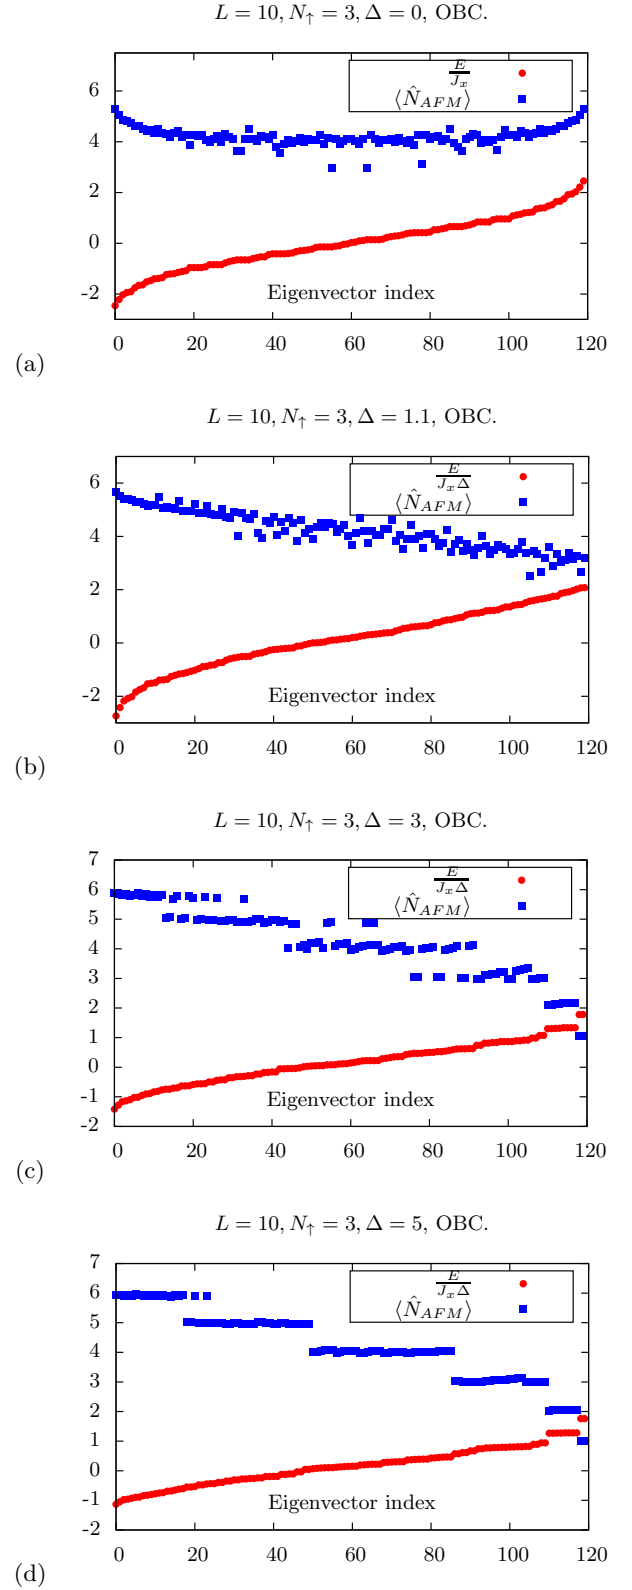 L = 10, N↑ = 3, Δ = 0, OBC.
E/Jx
⟨N̂AFM⟩
6
4
2
0
-2
Eigenvector index
0 20 40 60 80 100 120
(a)
L = 10, N↑ = 3, Δ = 1.1, OBC.
E/JxΔ
⟨N̂AFM⟩
6
4
2
0
-2
Eigenvector index
0 20 40 60 80 100 120
(b)
L = 10, N↑ = 3, Δ = 3, OBC.
E/JxΔ
⟨N̂AFM⟩
7
6
5
4
3
2
1
0
-1
-2
Eigenvector index
0 20 40 60 80 100 120
(c)
L = 10, N↑ = 3, Δ = 5, OBC.
E/JxΔ
⟨N̂AFM⟩
7
6
5
4
3
2
1
0
-1
-2
Eigenvector index
0 20 40 60 80 100 120
(d)